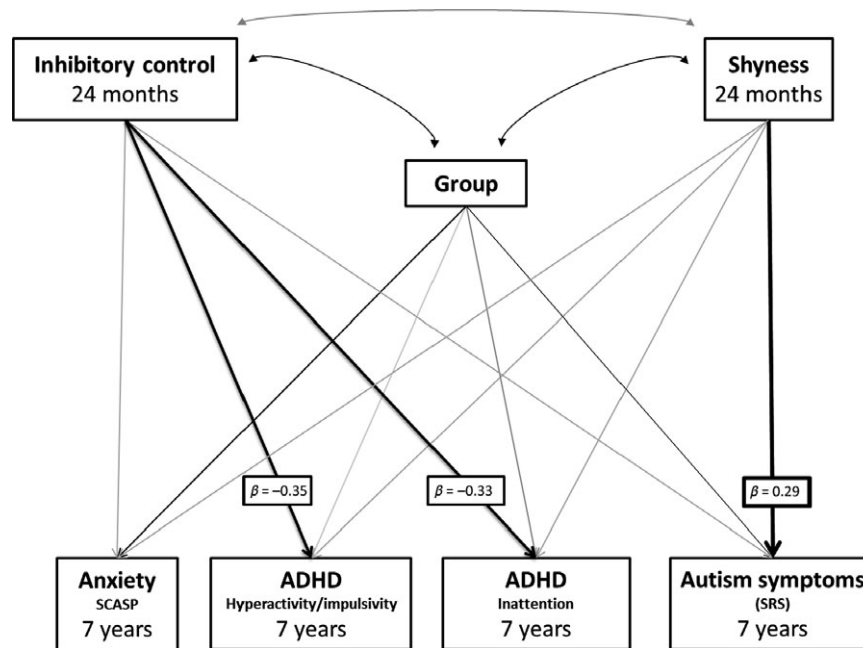 Inhibitory control
24 months
Shyness
24 months
Group
β = –0.35
β = –0.33
β = 0.29
Anxiety
SCASP
7 years
ADHD
Hyperactivity/impulsivity
7 years
ADHD
Inattention
7 years
Autism symptoms
(SRS)
7 years